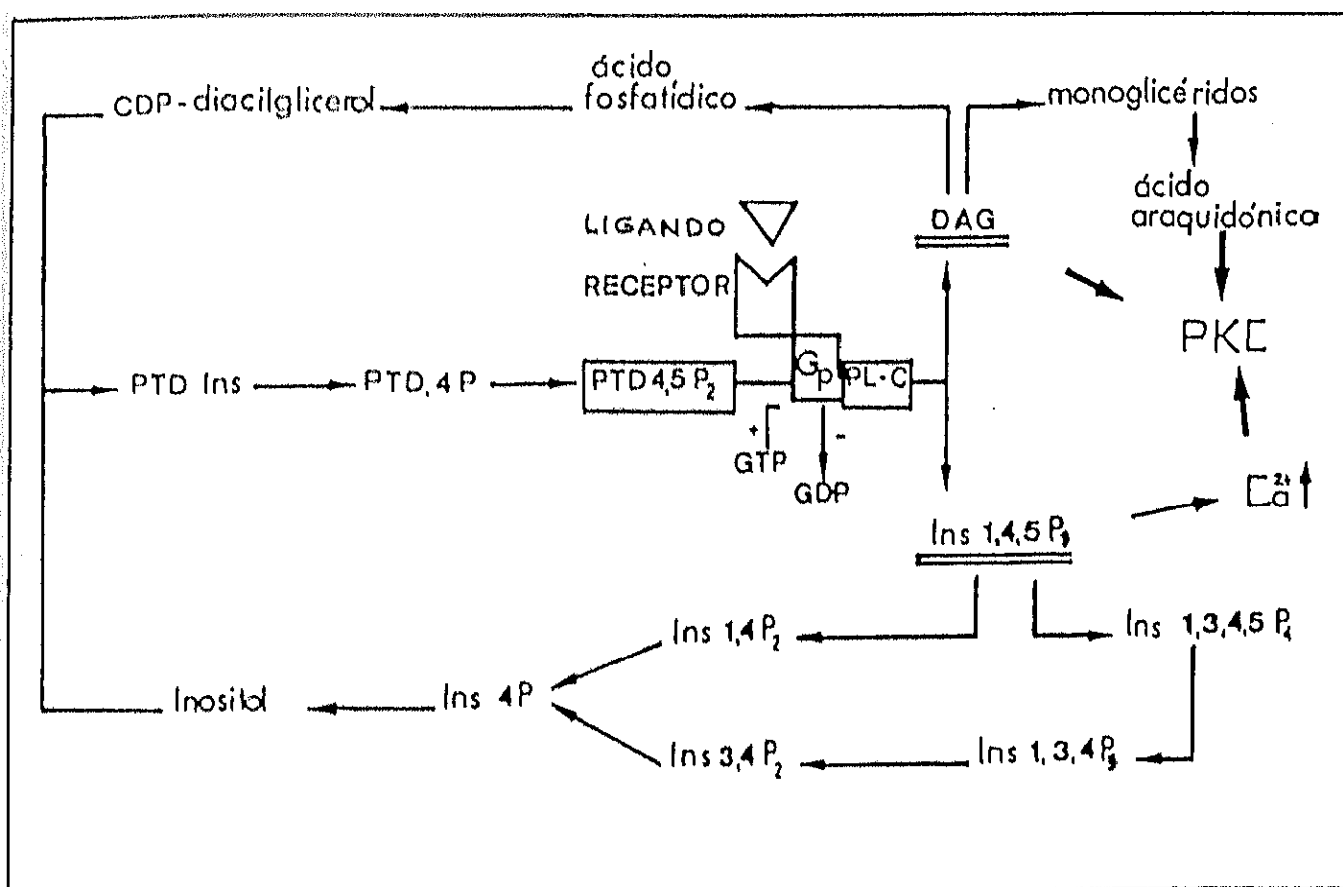 ácido
CDP-diacilglicerol fosfatídico monoglicéridos
ácido
araquidónica
LIGANDO DAG
RECEPTOR
PKC
PTD Ins PTD, 4 P PTD 4,5 P₂ Gp PL·C
+ -
GTP
GDP
Ca²⁺
Ins 1,4,5 P₃
Ins 1,4 P₂ Ins 1,3,4,5 P₄
Inositol Ins 4P
Ins 3,4 P₂ Ins 1,3,4 P₃